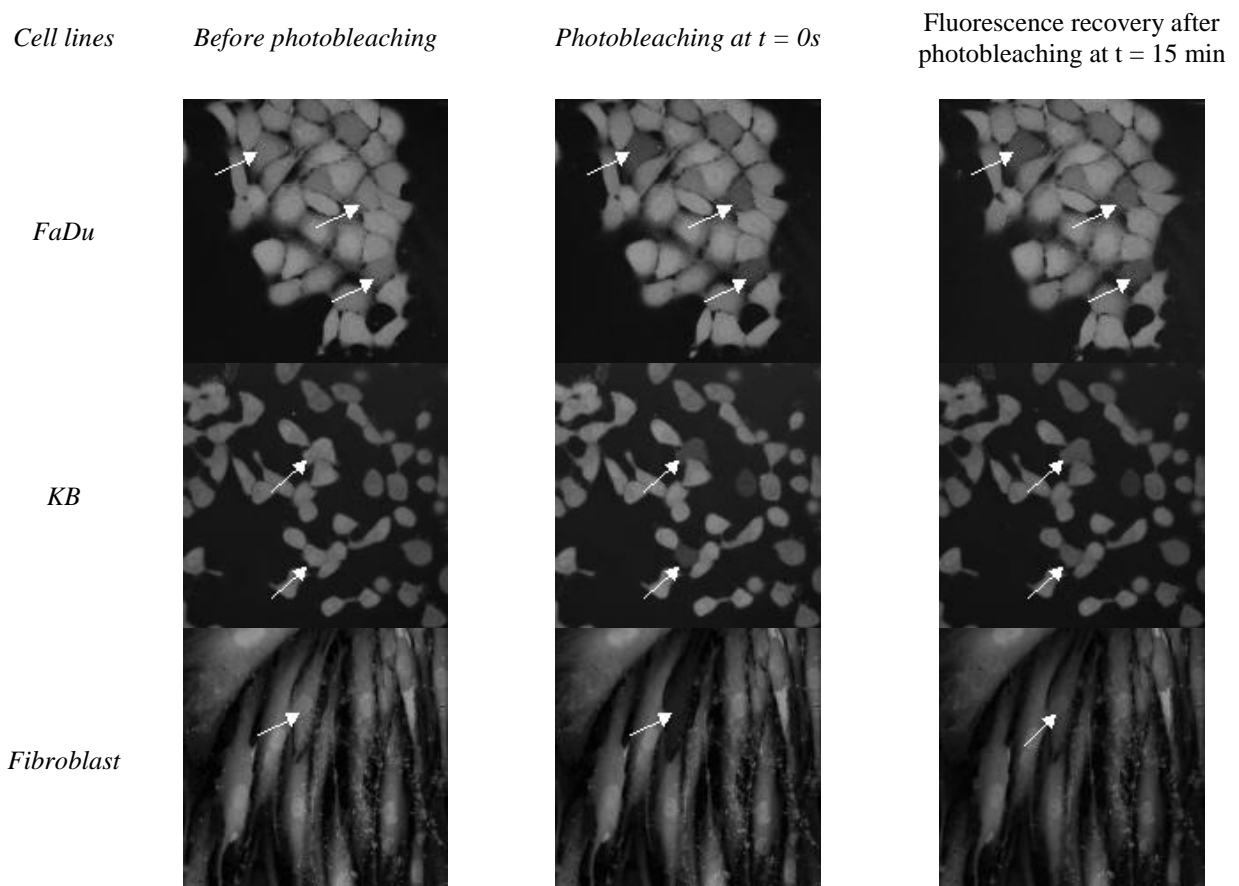 Cell lines
Before photobleaching
Photobleaching at t = 0s
Fluorescence recovery after
photobleaching at t = 15 min
FaDu
KB
Fibroblast